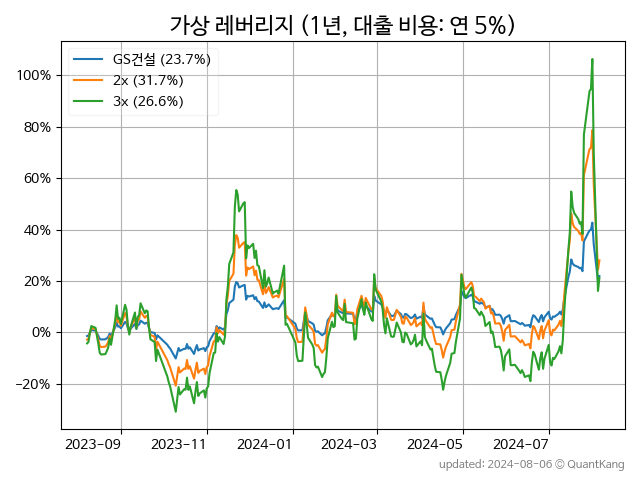 가상 레버리지 (1년, 대출 비용: 연 5%)
GS건설 (23.7%)
2x (31.7%)
3x (26.6%)
100%
80%
60%
40%
20%
0%
−20%
2023-09 2023-11 2024-01 2024-03 2024-05 2024-07
updated: 2024-08-06 © QuantKang